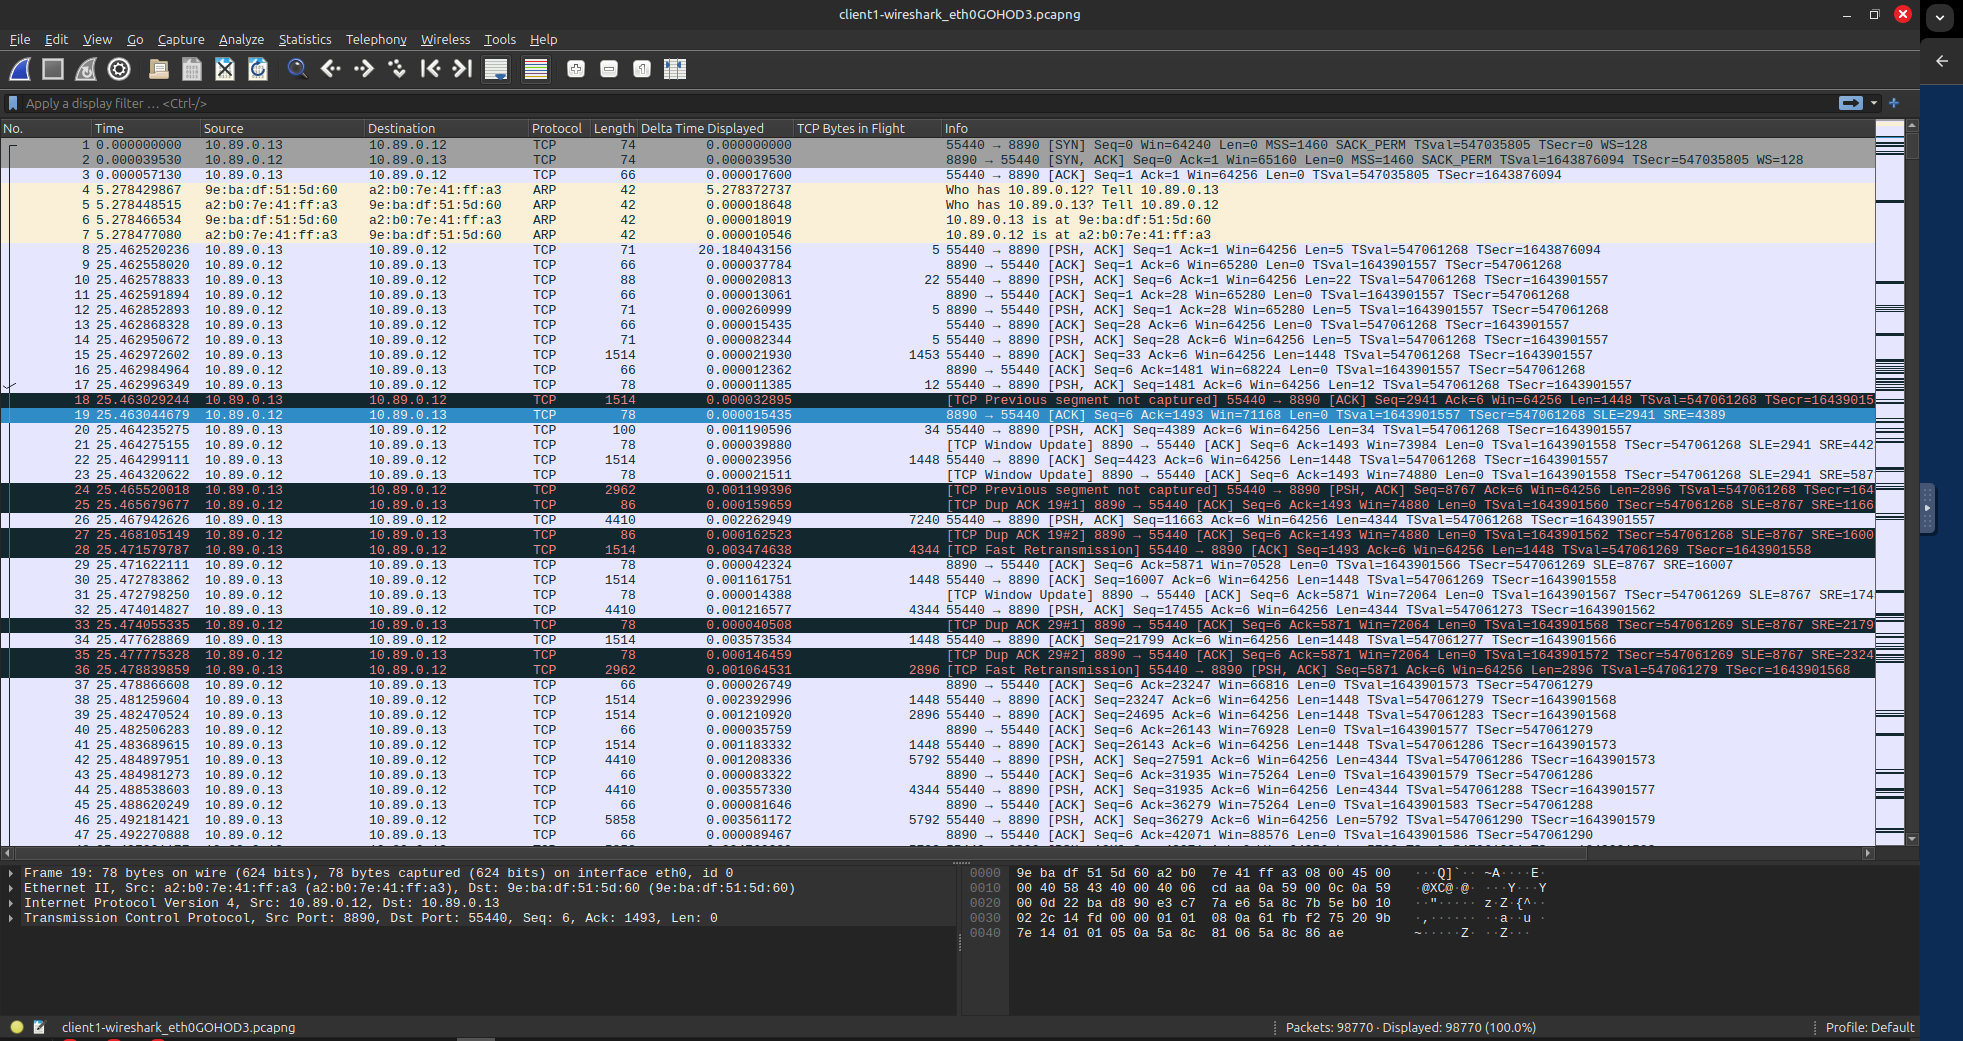 client1-wireshark_eth0GOHOD3.pcapng
File Edit View Go Capture Analyze Statistics Telephony Wireless Tools Help
Apply a display filter … <Ctrl-/>
No. Time Source Destination Protocol Length Delta Time Displayed TCP Bytes in Flight Info
1 0.000000000 10.89.0.13 10.89.0.12 TCP 74 0.000000000 55440 → 8890 [SYN] Seq=0 Win=64240 Len=0 MSS=1460 SACK_PERM TSval=547035805 TSecr=0 WS=128
2 0.000039530 10.89.0.12 10.89.0.13 TCP 74 0.000039530 8890 → 55440 [SYN, ACK] Seq=0 Ack=1 Win=65160 Len=0 MSS=1460 SACK_PERM TSval=1643876094 TSecr=547035805 WS=128
3 0.000057130 10.89.0.13 10.89.0.12 TCP 66 0.000017600 55440 → 8890 [ACK] Seq=1 Ack=1 Win=64256 Len=0 TSval=547035805 TSecr=1643876094
4 5.278429867 9e:ba:df:51:5d:60 a2:b0:7e:41:ff:a3 ARP 42 5.278372737 Who has 10.89.0.12? Tell 10.89.0.13
5 5.278448515 a2:b0:7e:41:ff:a3 9e:ba:df:51:5d:60 ARP 42 0.000018648 Who has 10.89.0.13? Tell 10.89.0.12
6 5.278466534 9e:ba:df:51:5d:60 a2:b0:7e:41:ff:a3 ARP 42 0.000018019 10.89.0.13 is at 9e:ba:df:51:5d:60
7 5.278477080 a2:b0:7e:41:ff:a3 9e:ba:df:51:5d:60 ARP 42 0.000010546 10.89.0.12 is at a2:b0:7e:41:ff:a3
8 25.462520236 10.89.0.13 10.89.0.12 TCP 71 20.184043156 5 55440 → 8890 [PSH, ACK] Seq=1 Ack=1 Win=64256 Len=5 TSval=547061268 TSecr=1643876094
9 25.462558020 10.89.0.12 10.89.0.13 TCP 66 0.000037784 8890 → 55440 [ACK] Seq=1 Ack=6 Win=65280 Len=0 TSval=1643901557 TSecr=547061268
10 25.462578833 10.89.0.13 10.89.0.12 TCP 88 0.000020813 22 55440 → 8890 [PSH, ACK] Seq=6 Ack=1 Win=64256 Len=22 TSval=547061268 TSecr=1643901557
11 25.462591894 10.89.0.12 10.89.0.13 TCP 66 0.000013061 8890 → 55440 [ACK] Seq=1 Ack=28 Win=65280 Len=0 TSval=1643901557 TSecr=547061268
12 25.462852893 10.89.0.12 10.89.0.13 TCP 71 0.000260999 5 8890 → 55440 [PSH, ACK] Seq=1 Ack=28 Win=65280 Len=5 TSval=1643901557 TSecr=547061268
13 25.462868328 10.89.0.13 10.89.0.12 TCP 66 0.000015435 55440 → 8890 [ACK] Seq=28 Ack=6 Win=64256 Len=0 TSval=547061268 TSecr=1643901557
14 25.462950672 10.89.0.13 10.89.0.12 TCP 71 0.000082344 5 55440 → 8890 [PSH, ACK] Seq=28 Ack=6 Win=64256 Len=5 TSval=547061268 TSecr=1643901557
15 25.462972602 10.89.0.13 10.89.0.12 TCP 1514 0.000021930 1453 55440 → 8890 [ACK] Seq=33 Ack=6 Win=64256 Len=1448 TSval=547061268 TSecr=1643901557
16 25.462984964 10.89.0.12 10.89.0.13 TCP 66 0.000012362 8890 → 55440 [ACK] Seq=6 Ack=1481 Win=68224 Len=0 TSval=1643901557 TSecr=547061268
17 25.462996349 10.89.0.13 10.89.0.12 TCP 78 0.000011385 12 55440 → 8890 [PSH, ACK] Seq=1481 Ack=6 Win=64256 Len=12 TSval=547061268 TSecr=1643901557
18 25.463029244 10.89.0.13 10.89.0.12 TCP 1514 0.000032895 [TCP Previous segment not captured] 55440 → 8890 [ACK] Seq=2941 Ack=6 Win=64256 Len=1448 TSval=547061268 TSecr=16439015
19 25.463044679 10.89.0.12 10.89.0.13 TCP 78 0.000015435 8890 → 55440 [ACK] Seq=6 Ack=1493 Win=71168 Len=0 TSval=1643901557 TSecr=547061268 SLE=2941 SRE=4389
20 25.464235275 10.89.0.13 10.89.0.12 TCP 100 0.001190596 34 55440 → 8890 [PSH, ACK] Seq=4389 Ack=6 Win=64256 Len=34 TSval=547061268 TSecr=1643901557
21 25.464275155 10.89.0.12 10.89.0.13 TCP 78 0.000039880 [TCP Window Update] 8890 → 55440 [ACK] Seq=6 Ack=1493 Win=73984 Len=0 TSval=1643901558 TSecr=547061268 SLE=2941 SRE=442
22 25.464299111 10.89.0.13 10.89.0.12 TCP 1514 0.000023956 1448 55440 → 8890 [ACK] Seq=4423 Ack=6 Win=64256 Len=1448 TSval=547061268 TSecr=1643901557
23 25.464320622 10.89.0.12 10.89.0.13 TCP 78 0.000021511 [TCP Window Update] 8890 → 55440 [ACK] Seq=6 Ack=1493 Win=74880 Len=0 TSval=1643901558 TSecr=547061268 SLE=2941 SRE=587
24 25.465520018 10.89.0.13 10.89.0.12 TCP 2962 0.001199396 [TCP Previous segment not captured] 55440 → 8890 [PSH, ACK] Seq=8767 Ack=6 Win=64256 Len=2896 TSval=547061268 TSecr=164
25 25.465679677 10.89.0.12 10.89.0.13 TCP 86 0.000159659 [TCP Dup ACK 19#1] 8890 → 55440 [ACK] Seq=6 Ack=1493 Win=74880 Len=0 TSval=1643901560 TSecr=547061268 SLE=8767 SRE=1166
26 25.467942626 10.89.0.13 10.89.0.12 TCP 4410 0.002262949 7240 55440 → 8890 [PSH, ACK] Seq=11663 Ack=6 Win=64256 Len=4344 TSval=547061268 TSecr=1643901557
27 25.468105149 10.89.0.12 10.89.0.13 TCP 86 0.000162523 [TCP Dup ACK 19#2] 8890 → 55440 [ACK] Seq=6 Ack=1493 Win=74880 Len=0 TSval=1643901562 TSecr=547061268 SLE=8767 SRE=1600
28 25.471579787 10.89.0.13 10.89.0.12 TCP 1514 0.003474638 4344 [TCP Fast Retransmission] 55440 → 8890 [ACK] Seq=1493 Ack=6 Win=64256 Len=1448 TSval=547061269 TSecr=1643901558
29 25.471622111 10.89.0.12 10.89.0.13 TCP 78 0.000042324 8890 → 55440 [ACK] Seq=6 Ack=5871 Win=70528 Len=0 TSval=1643901566 TSecr=547061269 SLE=8767 SRE=16007
30 25.472783862 10.89.0.13 10.89.0.12 TCP 1514 0.001161751 1448 55440 → 8890 [ACK] Seq=16007 Ack=6 Win=64256 Len=1448 TSval=547061269 TSecr=1643901558
31 25.472798250 10.89.0.12 10.89.0.13 TCP 78 0.000014388 [TCP Window Update] 8890 → 55440 [ACK] Seq=6 Ack=5871 Win=72064 Len=0 TSval=1643901567 TSecr=547061269 SLE=8767 SRE=174
32 25.474014827 10.89.0.13 10.89.0.12 TCP 4410 0.001216577 4344 55440 → 8890 [PSH, ACK] Seq=17455 Ack=6 Win=64256 Len=4344 TSval=547061273 TSecr=1643901562
33 25.474055335 10.89.0.12 10.89.0.13 TCP 78 0.000040508 [TCP Dup ACK 29#1] 8890 → 55440 [ACK] Seq=6 Ack=5871 Win=72064 Len=0 TSval=1643901568 TSecr=547061269 SLE=8767 SRE=2179
34 25.477628869 10.89.0.13 10.89.0.12 TCP 1514 0.003573534 1448 55440 → 8890 [ACK] Seq=21799 Ack=6 Win=64256 Len=1448 TSval=547061277 TSecr=1643901566
35 25.477775328 10.89.0.12 10.89.0.13 TCP 78 0.000146459 [TCP Dup ACK 29#2] 8890 → 55440 [ACK] Seq=6 Ack=5871 Win=72064 Len=0 TSval=1643901572 TSecr=547061269 SLE=8767 SRE=2324
36 25.478839859 10.89.0.13 10.89.0.12 TCP 2962 0.001064531 2896 [TCP Fast Retransmission] 55440 → 8890 [PSH, ACK] Seq=5871 Ack=6 Win=64256 Len=2896 TSval=547061279 TSecr=1643901568
37 25.478866608 10.89.0.12 10.89.0.13 TCP 66 0.000026749 8890 → 55440 [ACK] Seq=6 Ack=23247 Win=66816 Len=0 TSval=1643901573 TSecr=547061279
38 25.481259604 10.89.0.13 10.89.0.12 TCP 1514 0.002392996 1448 55440 → 8890 [ACK] Seq=23247 Ack=6 Win=64256 Len=1448 TSval=547061279 TSecr=1643901568
39 25.482470524 10.89.0.13 10.89.0.12 TCP 1514 0.001210920 2896 55440 → 8890 [ACK] Seq=24695 Ack=6 Win=64256 Len=1448 TSval=547061283 TSecr=1643901568
40 25.482506283 10.89.0.12 10.89.0.13 TCP 66 0.000035759 8890 → 55440 [ACK] Seq=6 Ack=26143 Win=76928 Len=0 TSval=1643901577 TSecr=547061279
41 25.483689615 10.89.0.13 10.89.0.12 TCP 1514 0.001183332 1448 55440 → 8890 [ACK] Seq=26143 Ack=6 Win=64256 Len=1448 TSval=547061286 TSecr=1643901573
42 25.484897951 10.89.0.13 10.89.0.12 TCP 4410 0.001208336 5792 55440 → 8890 [PSH, ACK] Seq=27591 Ack=6 Win=64256 Len=4344 TSval=547061286 TSecr=1643901573
43 25.484981273 10.89.0.12 10.89.0.13 TCP 66 0.000083322 8890 → 55440 [ACK] Seq=6 Ack=31935 Win=75264 Len=0 TSval=1643901579 TSecr=547061286
44 25.488538603 10.89.0.13 10.89.0.12 TCP 4410 0.003557330 4344 55440 → 8890 [PSH, ACK] Seq=31935 Ack=6 Win=64256 Len=4344 TSval=547061288 TSecr=1643901577
45 25.488620249 10.89.0.12 10.89.0.13 TCP 66 0.000081646 8890 → 55440 [ACK] Seq=6 Ack=36279 Win=75264 Len=0 TSval=1643901583 TSecr=547061288
46 25.492181421 10.89.0.13 10.89.0.12 TCP 5858 0.003561172 5792 55440 → 8890 [PSH, ACK] Seq=36279 Ack=6 Win=64256 Len=5792 TSval=547061290 TSecr=1643901579
47 25.492270888 10.89.0.12 10.89.0.13 TCP 66 0.000089467 8890 → 55440 [ACK] Seq=6 Ack=42071 Win=88576 Len=0 TSval=1643901586 TSecr=547061290
Frame 19: 78 bytes on wire (624 bits), 78 bytes captured (624 bits) on interface eth0, id 0
Ethernet II, Src: a2:b0:7e:41:ff:a3 (a2:b0:7e:41:ff:a3), Dst: 9e:ba:df:51:5d:60 (9e:ba:df:51:5d:60)
Internet Protocol Version 4, Src: 10.89.0.12, Dst: 10.89.0.13
Transmission Control Protocol, Src Port: 8890, Dst Port: 55440, Seq: 6, Ack: 1493, Len: 0
0000 9e ba df 51 5d 60 a2 b0 7e 41 ff a3 08 00 45 00 ···Q]`·· ~A····E·
0010 00 40 58 43 40 00 40 06 cd aa 0a 59 00 0c 0a 59 ·@XC@·@· ···Y···Y
0020 00 0d 22 ba d8 90 e3 c7 7a e6 5a 8c 7b 5e b0 10 ··"····· z·Z·{^··
0030 02 2c 14 fd 00 00 01 01 08 0a 61 fb f2 75 20 9b ·,······ ··a··u ·
0040 7e 14 01 01 05 0a 5a 8c 81 06 5a 8c 86 ae ~·····Z· ··Z···
client1-wireshark_eth0GOHOD3.pcapng
Packets: 98770 · Displayed: 98770 (100.0%)
Profile: Default